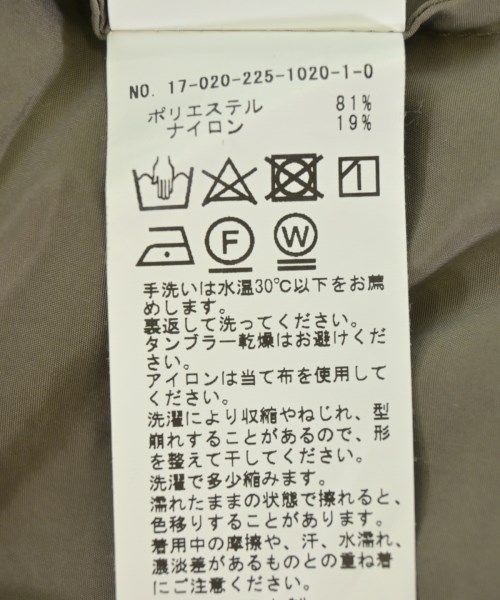 NO. 17-020-225-1020-1-0
ポリエステル 81%
ナイロン 19%
F W
手洗いは水温30℃以下をお薦
めします。
裏返して洗ってください。
タンブラー乾燥はお避けくだ
さい。
アイロンは当て布を使用して
ください。
洗濯により収縮やねじれ、型
崩れすることがあるので、形
を整えて干してください。
洗濯で多少縮みます。
濡れたままの状態で擦れると、
色移りすることがあります。
着用中の摩擦や、汗、水濡れ、
濃淡差があるものとの重ね着
にご注意ください。